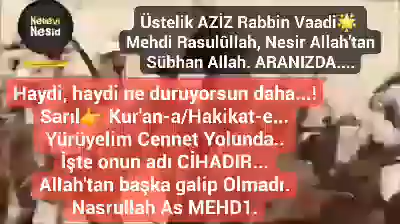 Nebevi
Nesid
Üstelik AZİZ Rabbin Vaadi🌟
Mehdi Rasulûllah, Nesir Allah'tan
Sübhan Allah. ARANIZDA....
Haydi, haydi ne duruyorsun daha...!
Sarıl👉 Kur'an-a/Hakikat-e...
Yürüyelim Cennet Yolunda..
İşte onun adı CİHADIR...
Allah'tan başka galip Olmadı.
Nasrullah As MEHD1.